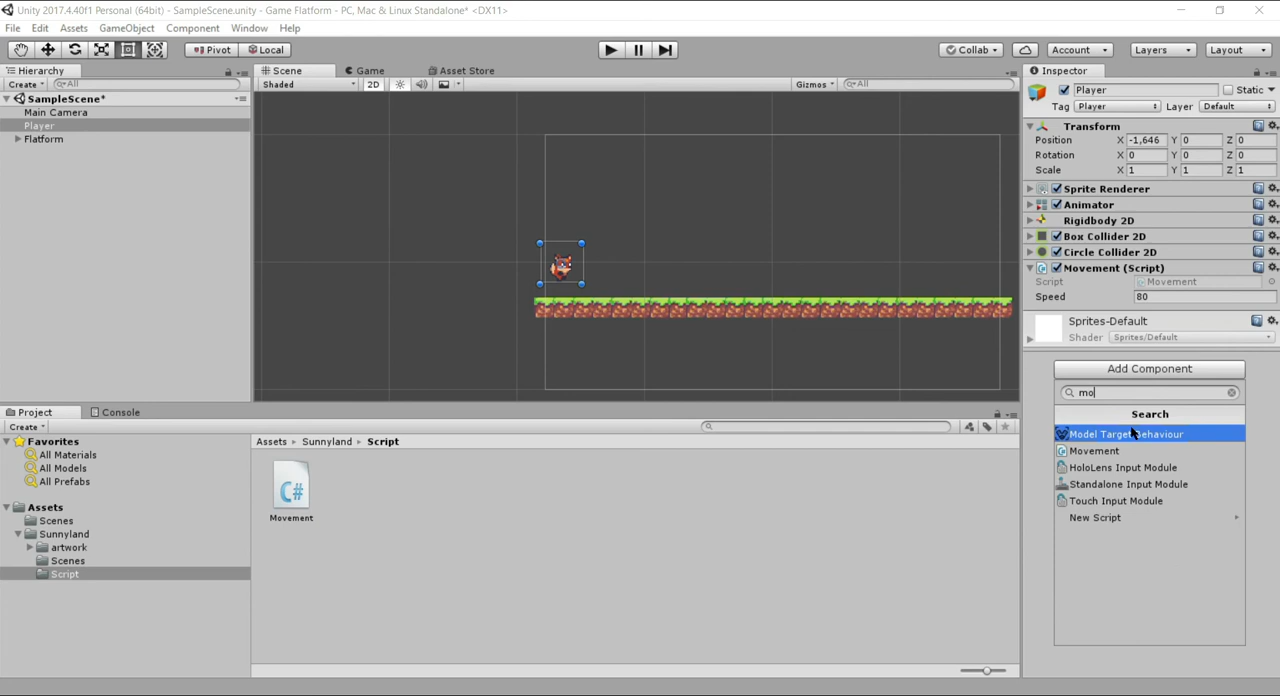 Unity 2017.4.40f1 Personal (64bit) - SampleScene.unity - Game Flatform - PC, Mac & Linux Standalone* <DX11>
File Edit Assets GameObject Component Window Help
Pivot Local Collab Account Layers Layout
Hierarchy Scene Game Asset Store Inspector
Create All Shaded 2D Gizmos All Player Static
SampleScene* Tag Player Layer Default
Main Camera
Player Transform
Flatform Position X -1,646 Y 0 Z 0
Rotation X 0 Y 0 Z 0
Scale X 1 Y 1 Z 1
Sprite Renderer
Animator
Rigidbody 2D
Box Collider 2D
Circle Collider 2D
Movement (Script)
Script Movement
Speed 80
Sprites-Default
Shader Sprites/Default
Add Component
mo
Search
Model Target Behaviour
Movement
HoloLens Input Module
Standalone Input Module
Touch Input Module
New Script
Project Console
Create
Favorites Assets Sunnyland Script
All Materials
All Models
All Prefabs
Assets
Scenes
Sunnyland
artwork
Scenes
Script
C#
Movement